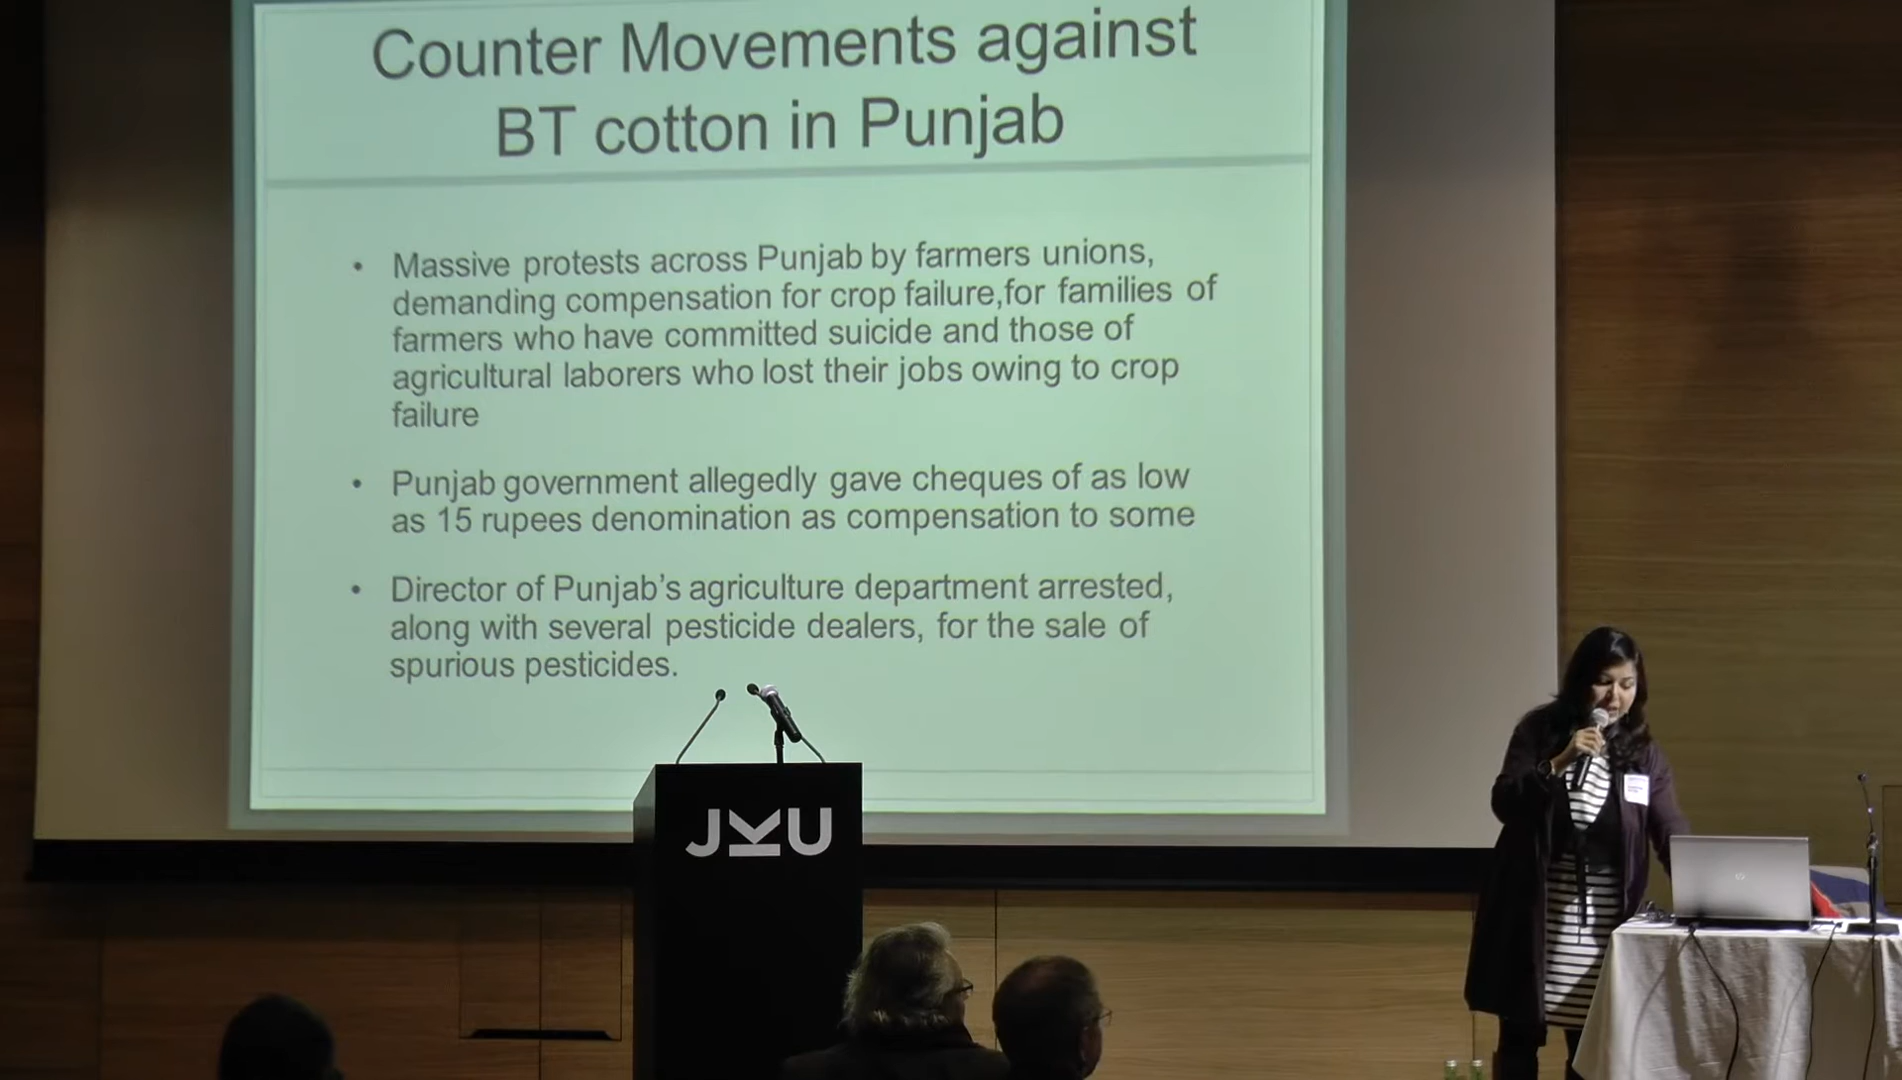 Counter Movements against
BT cotton in Punjab
• Massive protests across Punjab by farmers unions,
demanding compensation for crop failure,for families of
farmers who have committed suicide and those of
agricultural laborers who lost their jobs owing to crop
failure
• Punjab government allegedly gave cheques of as low
as 15 rupees denomination as compensation to some
• Director of Punjab’s agriculture department arrested,
along with several pesticide dealers, for the sale of
spurious pesticides.
JKU
hp